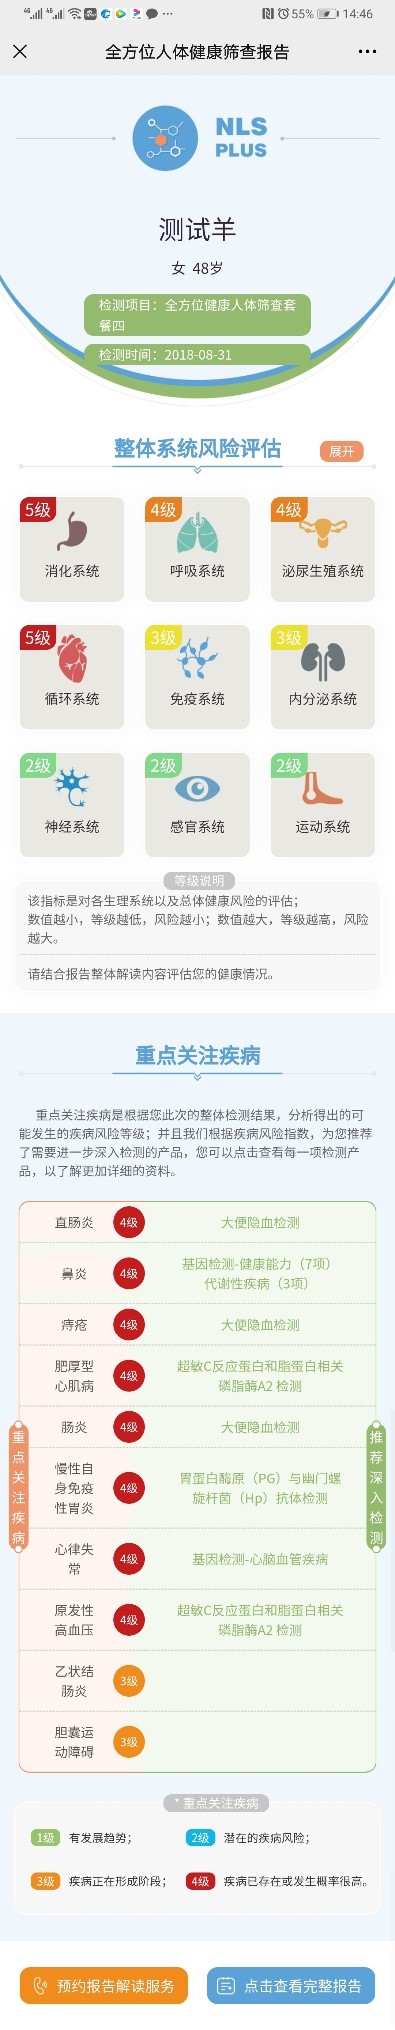 4G 4G 55% 14:46
全方位人体健康筛查报告
NLS
PLUS
测试羊
女 48岁
检测项目：全方位健康人体筛查套
餐四
检测时间：2018-08-31
整体系统风险评估
展开
5级
4级
4级
消化系统
呼吸系统
泌尿生殖系统
5级
3级
3级
循环系统
免疫系统
内分泌系统
2级
2级
2级
神经系统
感官系统
运动系统
等级说明
该指标是对各生理系统以及总体健康风险的评估；
数值越小，等级越低，风险越小；数值越大，等级越高，风险
越大。
请结合报告整体解读内容评估您的健康情况。
重点关注疾病
重点关注疾病是根据您此次的整体检测结果，分析得出的可
能发生的疾病风险等级；并且我们根据疾病风险指数，为您推荐
了需要进一步深入检测的产品，您可以点击查看每一项检测产
品，以了解更加详细的资料。
重点关注疾病
推荐深入检测
直肠炎 4级 大便隐血检测
鼻炎 4级 基因检测-健康能力（7项）
代谢性疾病（3项）
痔疮 4级 大便隐血检测
肥厚型
心肌病
4级
超敏C反应蛋白和脂蛋白相关
磷脂酶A2 检测
肠炎 4级 大便隐血检测
慢性自
身免疫
性胃炎
4级
胃蛋白酶原（PG）与幽门螺
旋杆菌（Hp）抗体检测
心律失
常
4级
基因检测-心脑血管疾病
原发性
高血压
4级
超敏C反应蛋白和脂蛋白相关
磷脂酶A2 检测
乙状结
肠炎
3级
胆囊运
动障碍
3级
* 重点关注疾病
1级 有发展趋势；
2级 潜在的疾病风险；
3级 疾病正在形成阶段；
4级 疾病已存在或发生概率很高。
预约报告解读服务
点击查看完整报告